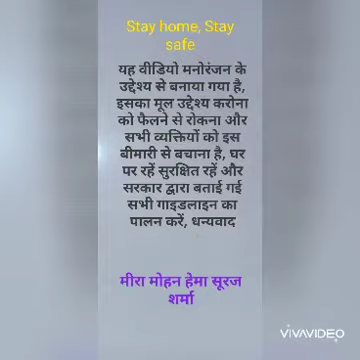 Stay home, Stay
safe
यह वीडियो मनोरंजन के
उद्देश्य से बनाया गया है,
इसका मूल उद्देश्य करोना
को फैलने से रोकना और
सभी व्यक्तियों को इस
बीमारी से बचाना है, घर
पर रहें सुरक्षित रहें और
सरकार द्वारा बताई गई
सभी गाइडलाइन का
पालन करें, धन्यवाद
मीरा मोहन हेमा सूरज
शर्मा
VIVAVIDEO